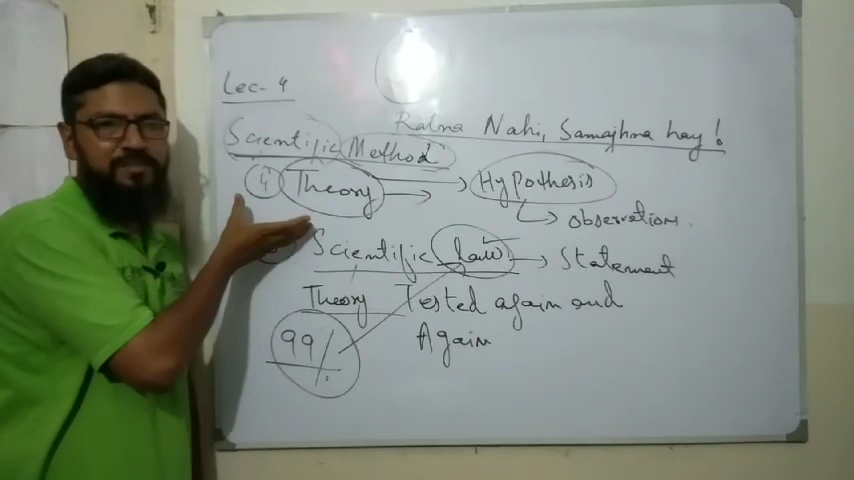 Lec-4
Ratna Nahi, Samajhna hay!
Scientific Method
4 Theory → Hypothesis
→ observation.
Scientific Law → Statement
Theory Tested again and
Again
99%